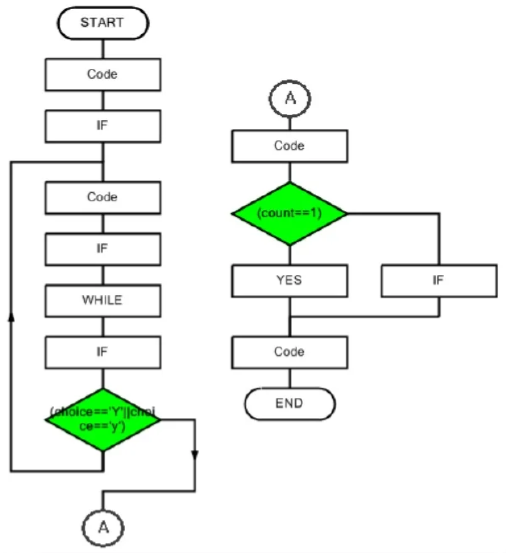 START
Code
IF
Code
IF
WHILE
IF
(choice=='Y'||choi
ce=='y')
A
A
Code
(count==1)
YES
IF
Code
END